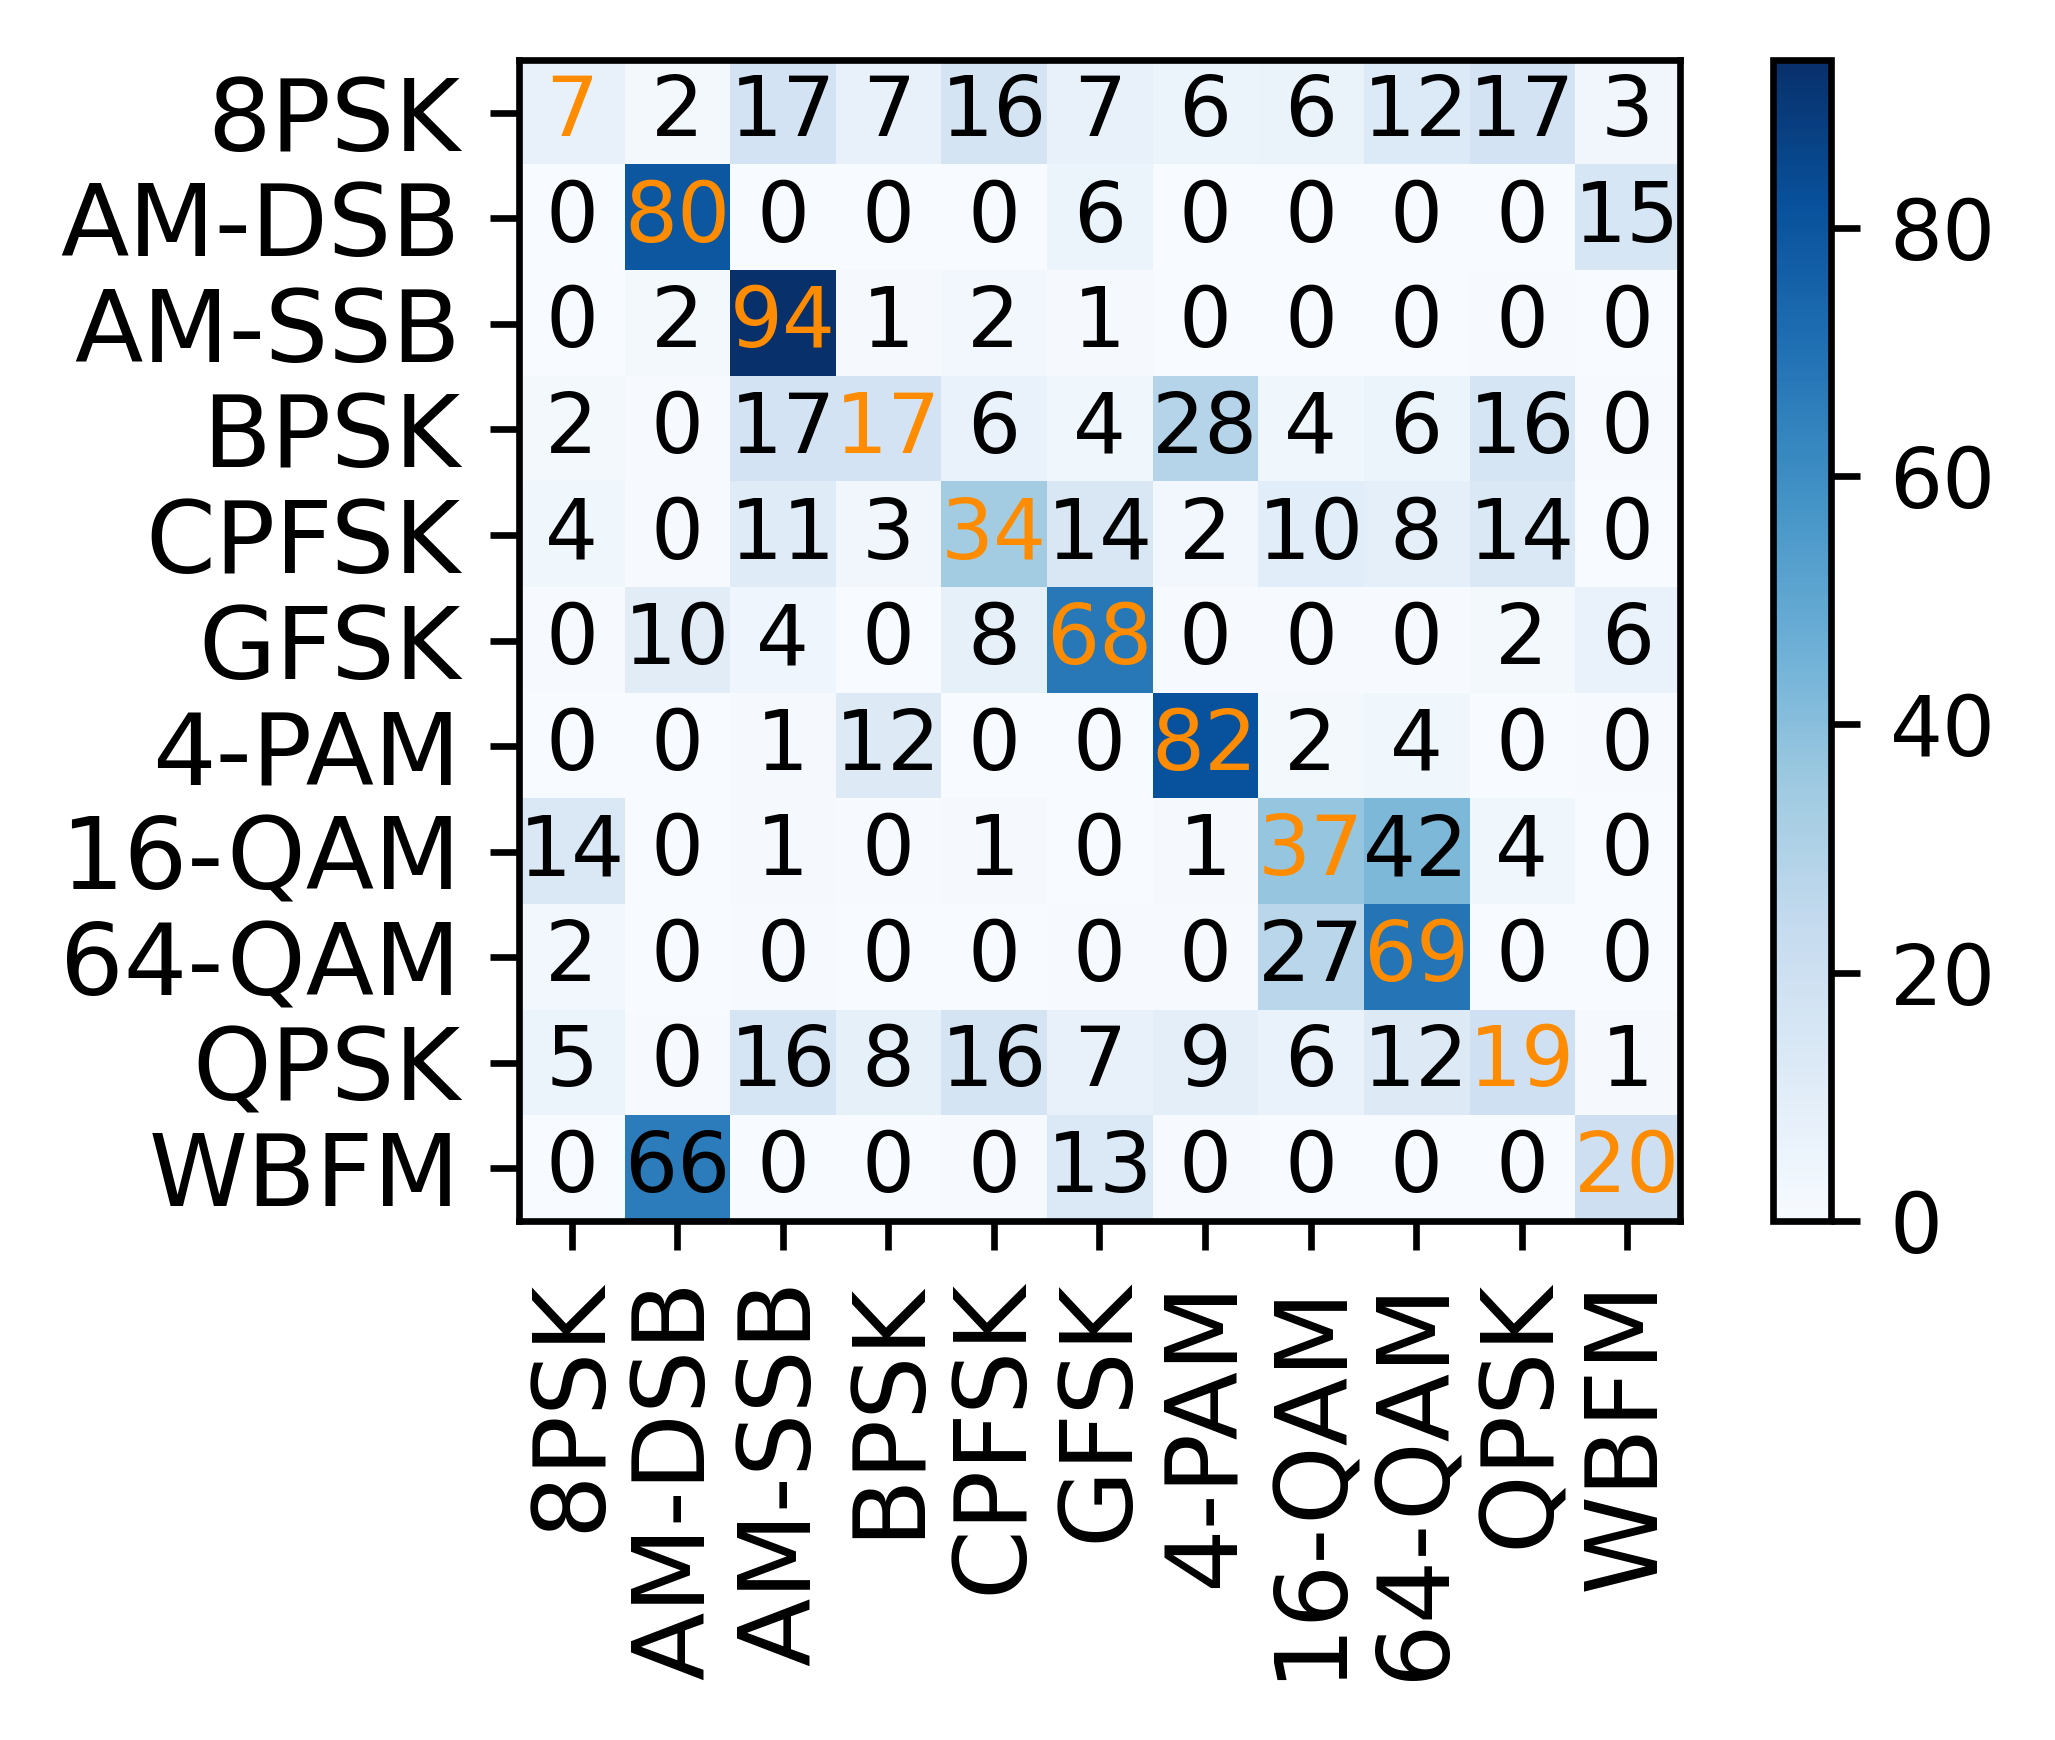 8PSK 7 2 17 7 16 7 6 6 12 17 3
AM-DSB 0 80 0 0 0 6 0 0 0 0 15
AM-SSB 0 2 94 1 2 1 0 0 0 0 0
BPSK 2 0 17 17 6 4 28 4 6 16 0
CPFSK 4 0 11 3 34 14 2 10 8 14 0
GFSK 0 10 4 0 8 68 0 0 0 2 6
4-PAM 0 0 1 12 0 0 82 2 4 0 0
16-QAM 14 0 1 0 1 0 1 37 42 4 0
64-QAM 2 0 0 0 0 0 0 27 69 0 0
QPSK 5 0 16 8 16 7 9 6 12 19 1
WBFM 0 66 0 0 0 13 0 0 0 0 20
8PSK
AM-DSB
AM-SSB
BPSK
CPFSK
GFSK
4-PAM
16-QAM
64-QAM
QPSK
WBFM
80
60
40
20
0